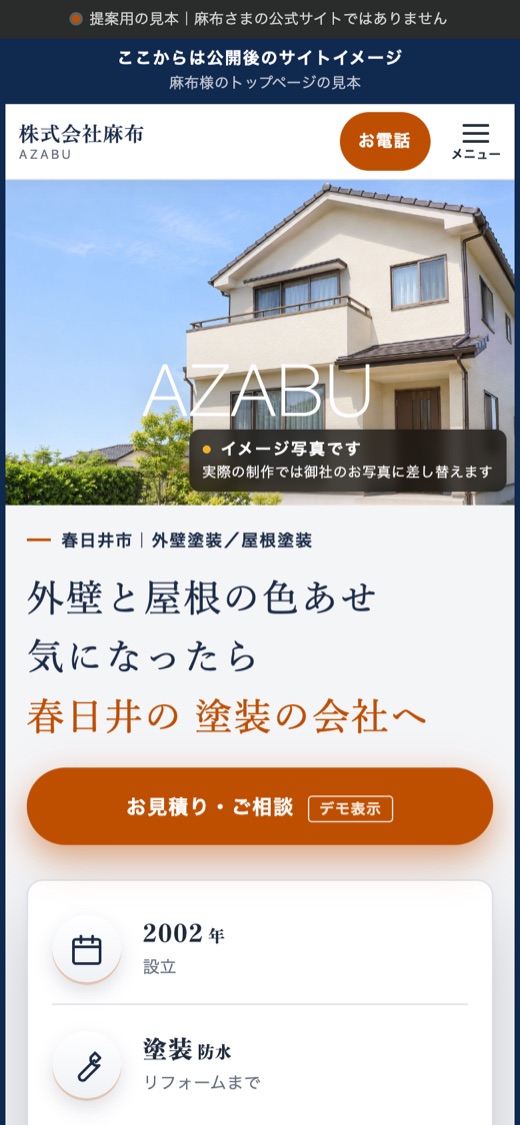 提案用の見本｜麻布さまの公式サイトではありません
ここからは公開後のサイトイメージ
麻布様のトップページの見本
株式会社麻布
AZABU
お電話
メニュー
AZABU
イメージ写真です
実際の制作では御社のお写真に差し替えます
春日井市｜外壁塗装／屋根塗装
外壁と屋根の色あせ
気になったら
春日井の 塗装の会社へ
お見積り・ご相談 デモ表示
2002 年
設立
塗装 防水
リフォームまで